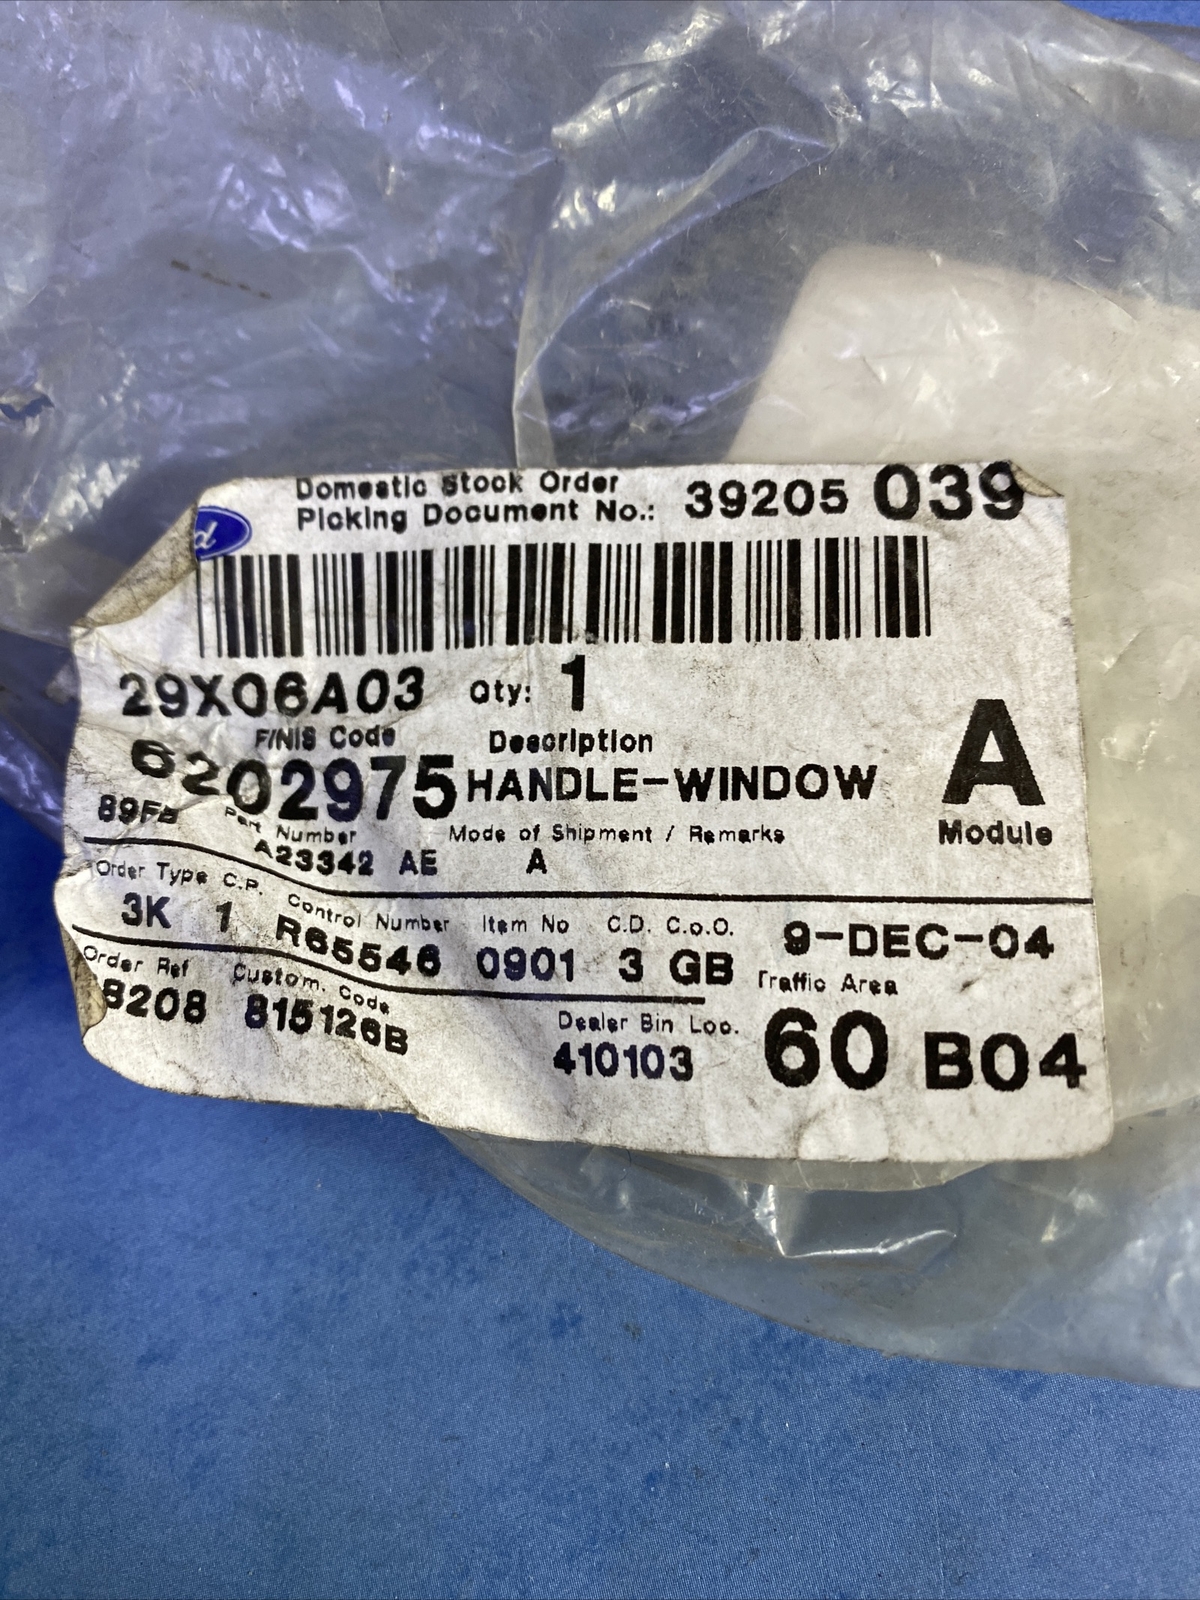 Domestic Stock Order
Picking Document No.: 39205 039
d
29X06A03 Qty: 1
F/NIS Code Description
6202975 HANDLE-WINDOW A
Part Number Mode of Shipment / Remarks Module
A23342 AE A
Order Type C.P. Control Number Item No C.D. C.o.O. 9-DEC-04
3K 1 R65546 0901 3 GB Traffic Area
Order Ref Custom. Code Dealer Bin Loc. 60 B04
8208 815126B 410103